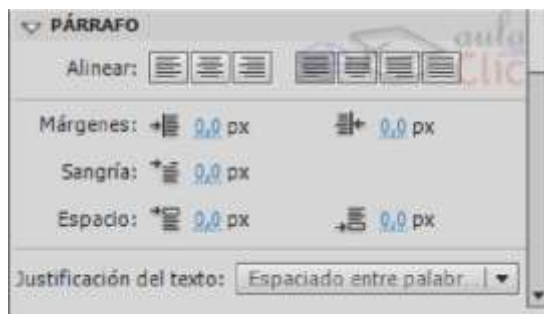 PÁRRAFO
aula
Clic
Alinear:
Márgenes: 0,0 px 0,0 px
Sangría: 0,0 px
Espacio: 0,0 px 0,0 px
Justificación del texto: Espaciado entre palabr